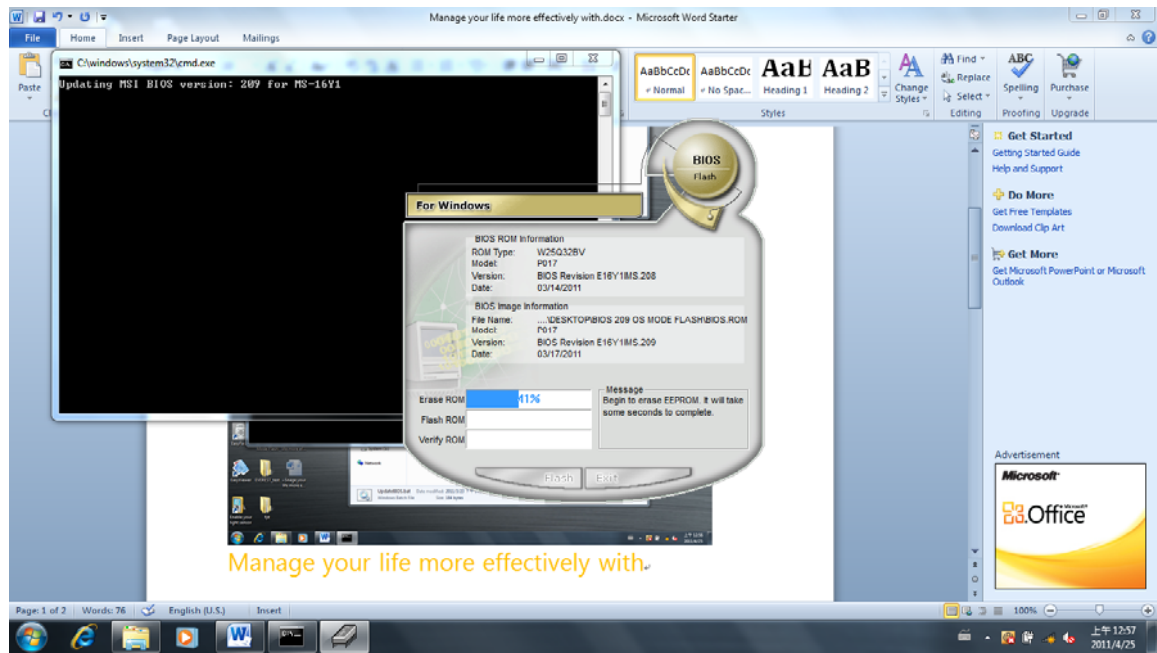 Manage your life more effectively with.docx - Microsoft Word Starter
File Home Insert Page Layout Mailings
Paste
AaBbCcDc AaBbCcDc AaB AaB
Normal No Spac... Heading 1 Heading 2
Change Styles
Find
Replace
Select
Spelling Purchase
Styles Editing Proofing Upgrade
C:\windows\system32\cmd.exe
Updating MSI BIOS version: 209 for MS-16Y1
BIOS
Flash
For Windows
BIOS ROM Information
ROM Type: W25Q32BV
Model: P017
Version: BIOS Revision E16Y1IMS.208
Date: 03/14/2011
BIOS Image Information
File Name: ....\DESKTOP\BIOS 209 OS MODE FLASH\BIOS.ROM
Model: P017
Version: BIOS Revision E16Y1IMS.209
Date: 03/17/2011
Erase ROM 41%
Flash ROM
Verify ROM
Message
Begin to erase EEPROM. It will take
some seconds to complete.
Flash Exit
Get Started
Getting Started Guide
Help and Support
Do More
Get Free Templates
Download Clip Art
Get More
Get Microsoft PowerPoint or Microsoft
Outlook
Advertisement
Microsoft
Office
Manage your life more effectively with
Page: 1 of 2 Words: 76 English (U.S.) Insert 100%
上午 12:57
2011/4/25